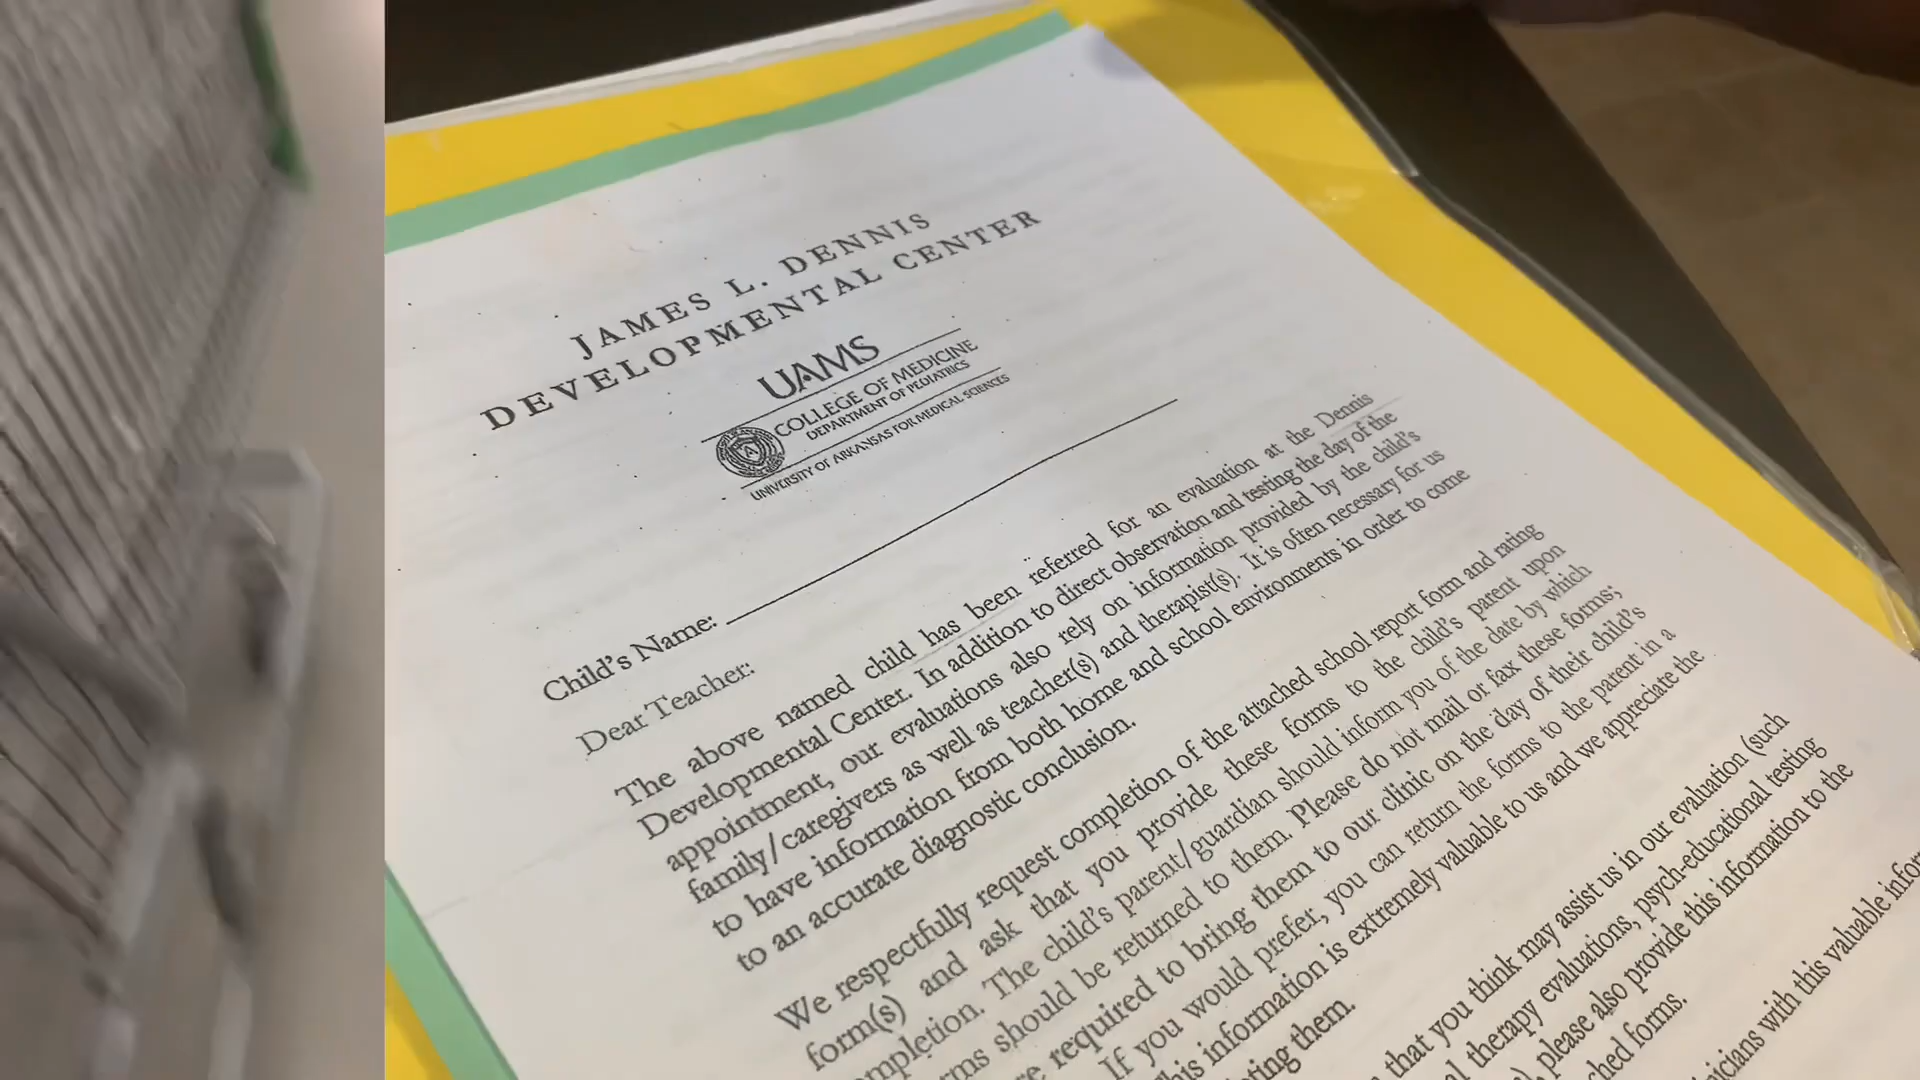 JAMES L. DENNIS
DEVELOPMENTAL CENTER
UAMS
COLLEGE OF MEDICINE
DEPARTMENT OF PEDIATRICS
UNIVERSITY OF ARKANSAS FOR MEDICAL SCIENCES
Child's Name:
Dear Teacher:
The above named child has been referred for an evaluation at the Dennis
Developmental Center. In addition to direct observation and testing the day of the
appointment, our evaluations also rely on information provided by the child's
family/caregivers as well as teacher(s) and therapist(s). It is often necessary for us
to have information from both home and school environments in order to come
to an accurate diagnostic conclusion.
We respectfully request completion of the attached school report form and rating
form(s) and ask that you provide these forms to the child's parent upon
completion. The child's parent/guardian should inform you of the date by which
should be returned to them. Please do not mail or fax these forms;
required to bring them to our clinic on the day of their child's
If you would prefer, you can return the forms to the parent in a
information is extremely valuable to us and we appreciate the
them.
that you think may assist us in our evaluation (such
therapy evaluations, psych-educational testing
please also provide this information to the
forms.
with this valuable